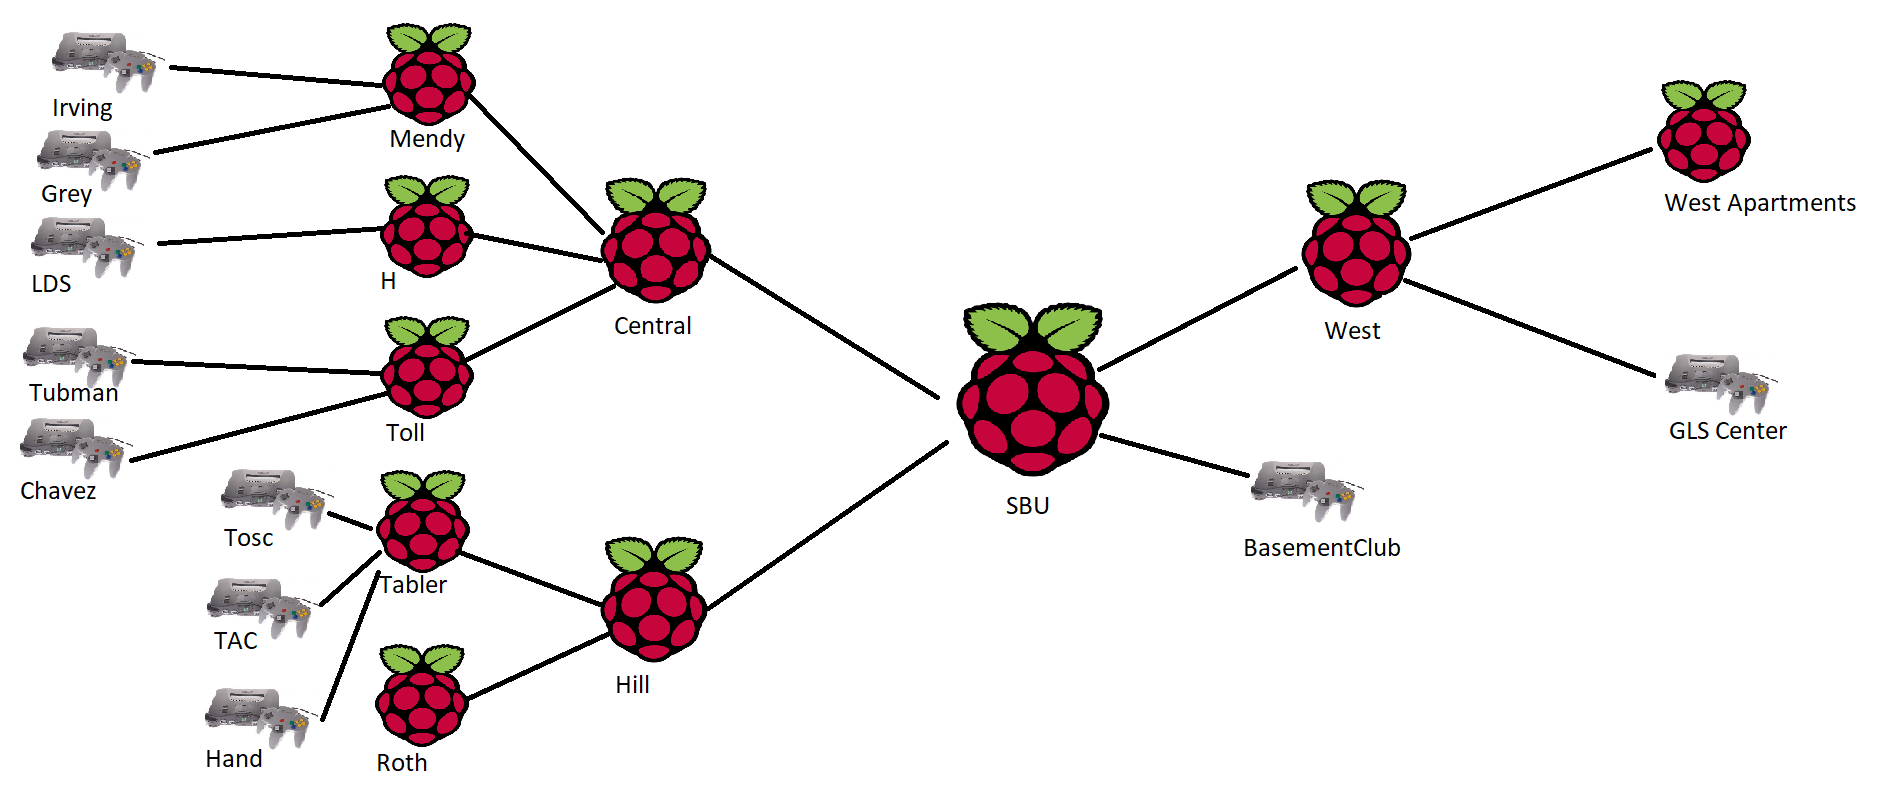 Irving
Grey
LDS
Tubman
Chavez
Tosc
TAC
Hand
Mendy
H
Toll
Tabler
Roth
Central
Hill
SBU
West
BasementClub
West Apartments
GLS Center